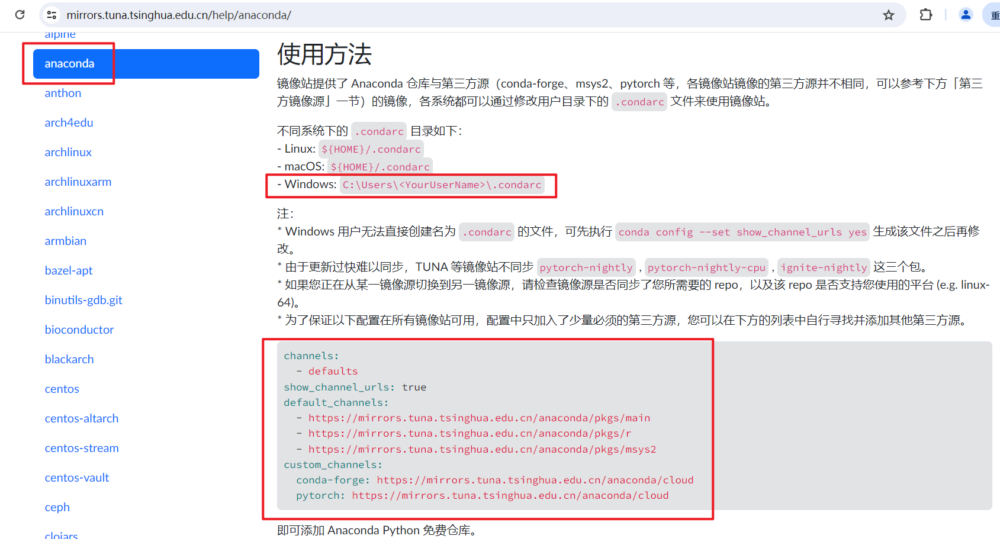 mirrors.tuna.tsinghua.edu.cn/help/anaconda/
重
alpine
anaconda
anthon
arch4edu
archlinux
archlinuxarm
archlinuxcn
armbian
bazel-apt
binutils-gdb.git
bioconductor
blackarch
centos
centos-altarch
centos-stream
centos-vault
ceph
clojars
使用方法
镜像站提供了 Anaconda 仓库与第三方源（conda-forge、msys2、pytorch 等，各镜像站镜像的第三方源并不相同，可以参考下方「第三
方镜像源」一节）的镜像，各系统都可以通过修改用户目录下的 .condarc 文件来使用镜像站。
不同系统下的 .condarc 目录如下：
- Linux: ${HOME}/.condarc
- macOS: ${HOME}/.condarc
- Windows: C:\Users\<YourUserName>\.condarc
注：
* Windows 用户无法直接创建名为 .condarc 的文件，可先执行 conda config --set show_channel_urls yes 生成该文件之后再修
改。
* 由于更新过快难以同步，TUNA 等镜像站不同步 pytorch-nightly , pytorch-nightly-cpu , ignite-nightly 这三个包。
* 如果您正在从某一镜像源切换到另一镜像源，请检查镜像源是否同步了您所需要的 repo，以及该 repo 是否支持您使用的平台 (e.g. linux-
64)。
* 为了保证以下配置在所有镜像站可用，配置中只加入了少量必须的第三方源，您可以在下方的列表中自行寻找并添加其他第三方源。
channels:
  - defaults
show_channel_urls: true
default_channels:
  - https://mirrors.tuna.tsinghua.edu.cn/anaconda/pkgs/main
  - https://mirrors.tuna.tsinghua.edu.cn/anaconda/pkgs/r
  - https://mirrors.tuna.tsinghua.edu.cn/anaconda/pkgs/msys2
custom_channels:
  conda-forge: https://mirrors.tuna.tsinghua.edu.cn/anaconda/cloud
  pytorch: https://mirrors.tuna.tsinghua.edu.cn/anaconda/cloud
即可添加 Anaconda Python 免费仓库。